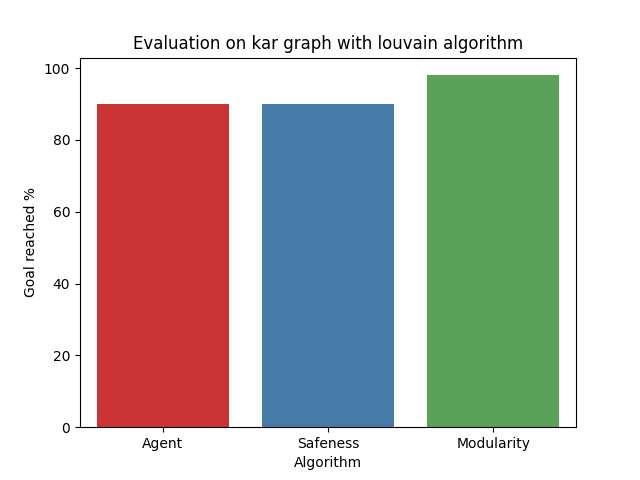 Evaluation on kar graph with louvain algorithm
100
80
60
40
20
0
Goal reached %
Agent
Safeness
Modularity
Algorithm